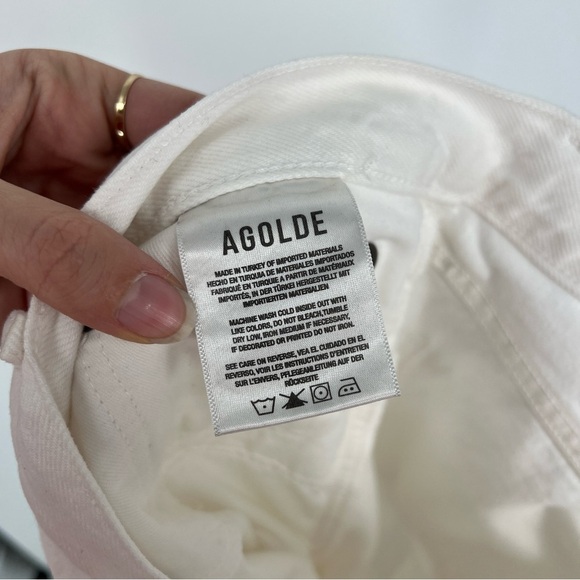 AGOLDE
MADE IN TURKEY OF IMPORTED MATERIALS
HECHO EN TURQUIA DE MATERIALES IMPORTADOS
FABRIQUÉ EN TURQUIE A PARTIR DE MATÉRIAUX
IMPORTÉS, IN DER TÜRKEI HERGESTELLT MIT
IMPORTIERTEN MATERIALIEN
MACHINE WASH COLD INSIDE OUT WITH
LIKE COLORS, DO NOT BLEACH,TUMBLE
DRY LOW, IRON MEDIUM IF NECESSARY,
IF DECORATED OR PRINTED DO NOT IRON.
SEE CARE ON REVERSE, VEA EL CUIDADO EN EL
REVERSO, VOIR LES INSTRUCTIONS D'ENTRETIEN
SUR L'ENVERS, PFLEGEANLEITUNG AUF DER
RÜCKSEITE